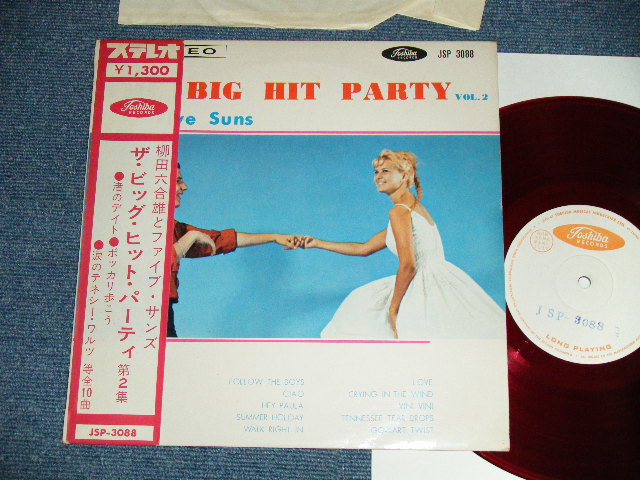 ステレオ
¥1,300
Toshiba
RECORDS
柳田六合雄とファイブ・サンズ
ザ・ビッグ・ヒット・パーティ 第2集
●渚のデイト●ポッカリ歩こう
●涙のテネシー・ワルツ 等全10曲
JSP-3088
EO
Toshiba
RECORDS
JSP 3088
BIG HIT PARTY VOL.2
ve Suns
FOLLOW THE BOYS
CIAO
HEY PAULA
SUMMER HOLIDAY
WALK RIGHT IN
LOVE
CRYING IN THE WIND
VINI VINI
TENNESSEE TEAR DROPS
GO-CART TWIST
Toshiba
RECORDS
JSP-3088
LONG PLAYING